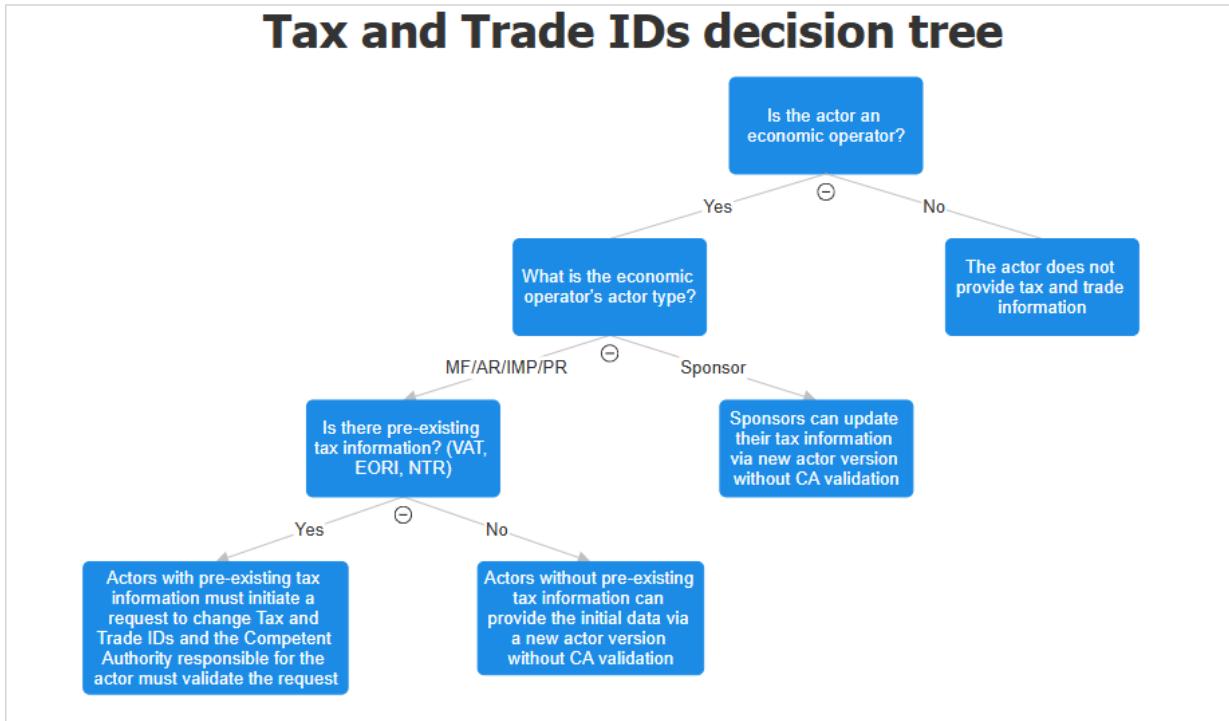 Tax and Trade IDs decision tree
Is the actor an
economic operator?
Yes
No
What is the economic
operator's actor type?
The actor does not
provide tax and trade
information
MF/AR/IMP/PR
Sponsor
Is there pre-existing
tax information? (VAT,
EORI, NTR)
Sponsors can update
their tax information
via new actor version
without CA validation
Yes
No
Actors with pre-existing tax
information must initiate a
request to change Tax and
Trade IDs and the Competent
Authority responsible for the
actor must validate the request
Actors without pre-existing
tax information can
provide the initial data via
a new actor version
without CA validation